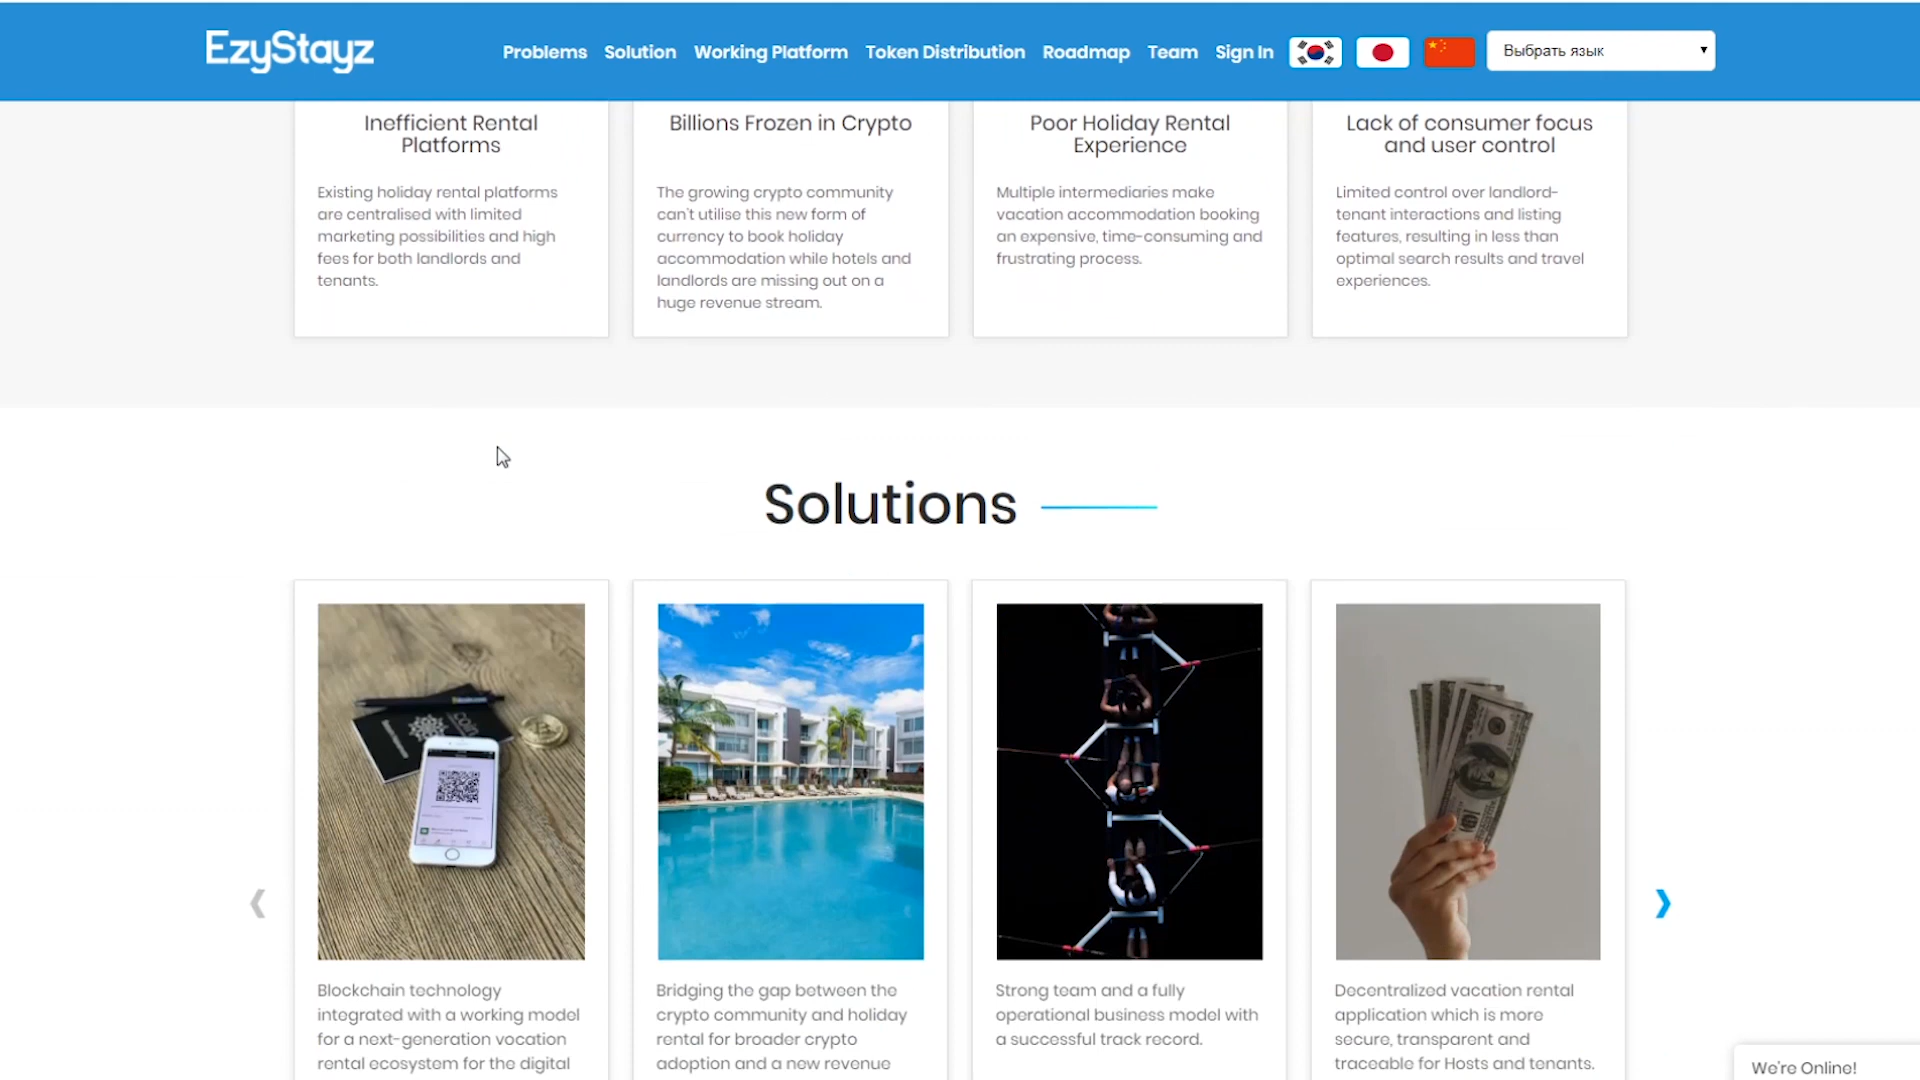 EzyStayz
Problems Solution Working Platform Token Distribution Roadmap Team Sign In Выбрать язык
Inefficient Rental
Platforms
Existing holiday rental platforms
are centralised with limited
marketing possibilities and high
fees for both landlords and
tenants.
Billions Frozen in Crypto
The growing crypto community
can't utilise this new form of
currency to book holiday
accommodation while hotels and
landlords are missing out on a
huge revenue stream.
Poor Holiday Rental
Experience
Multiple intermediaries make
vacation accommodation booking
an expensive, time-consuming and
frustrating process.
Lack of consumer focus
and user control
Limited control over landlord-
tenant interactions and listing
features, resulting in less than
optimal search results and travel
experiences.
Solutions
Blockchain technology
integrated with a working model
for a next-generation vocation
rental ecosystem for the digital
Bridging the gap between the
crypto community and holiday
rental for broader crypto
adoption and a new revenue
Strong team and a fully
operational business model with
a successful track record.
Decentralized vacation rental
application which is more
secure, transparent and
traceable for Hosts and tenants.
We're Online!